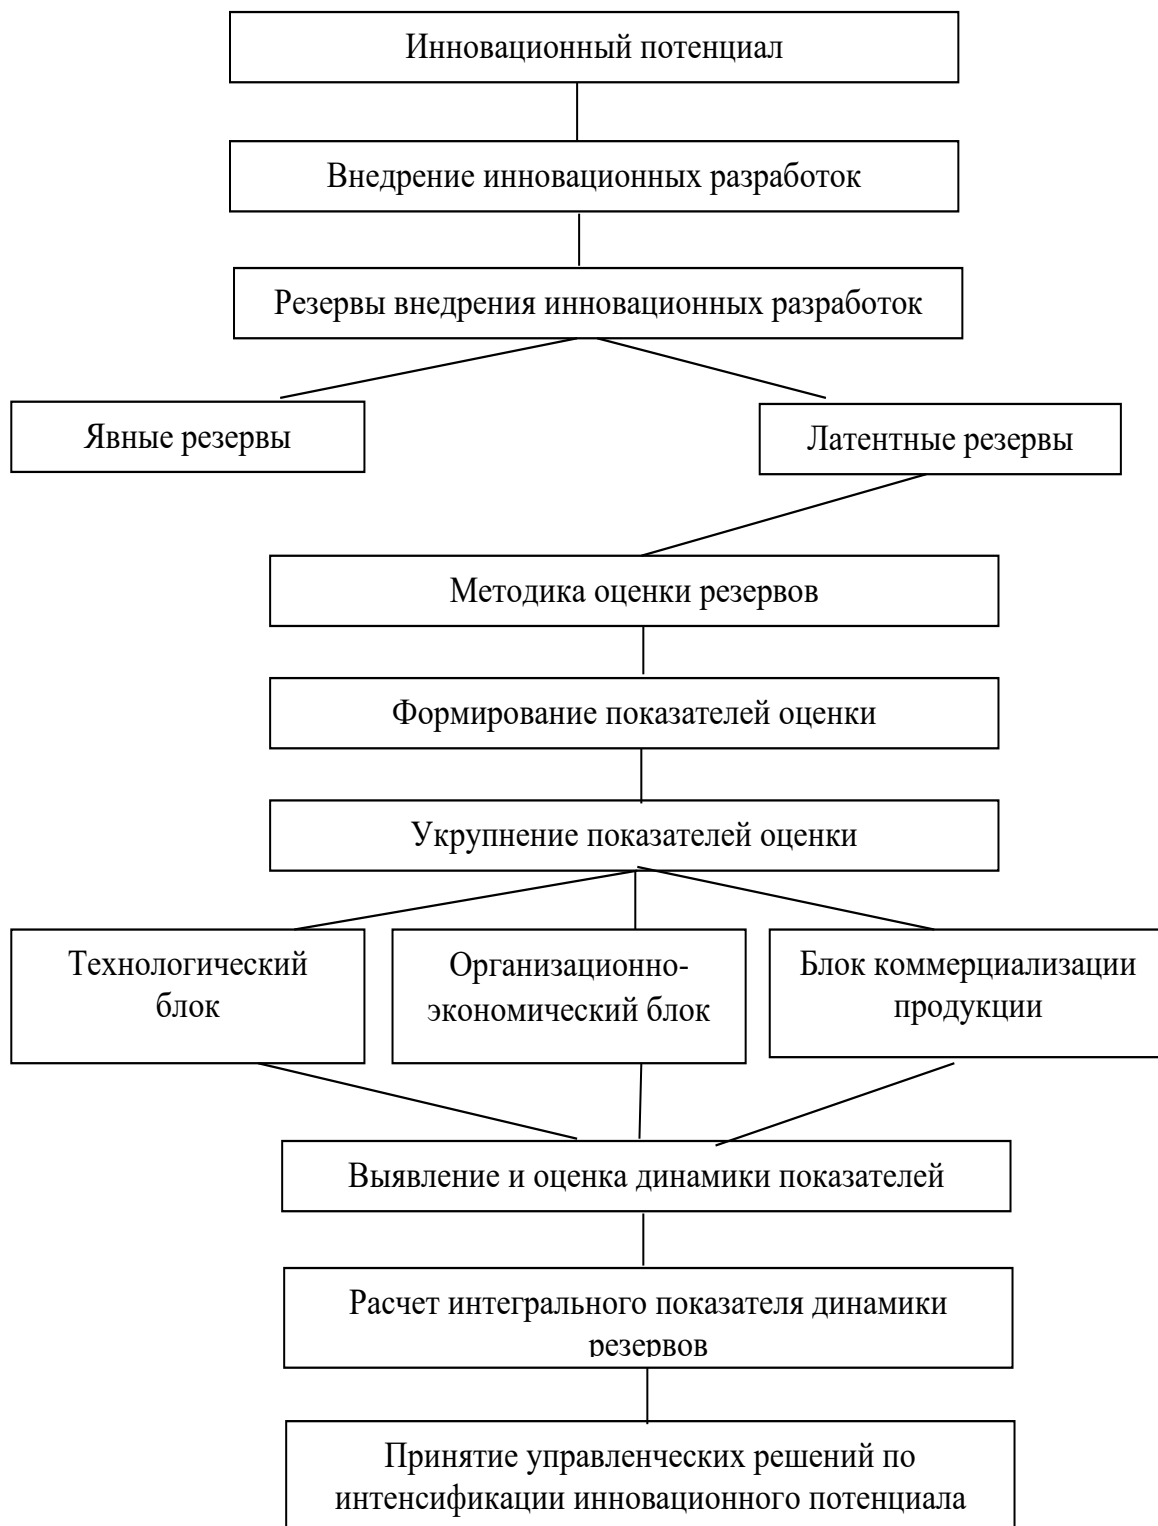 Инновационный потенциал
Внедрение инновационных разработок
Резервы внедрения инновационных разработок
Явные резервы
Латентные резервы
Методика оценки резервов
Формирование показателей оценки
Укрупнение показателей оценки
Технологический
блок
Организационно-
экономический блок
Блок коммерциализации
продукции
Выявление и оценка динамики показателей
Расчет интегрального показателя динамики
резервов
Принятие управленческих решений по
интенсификации инновационного потенциала